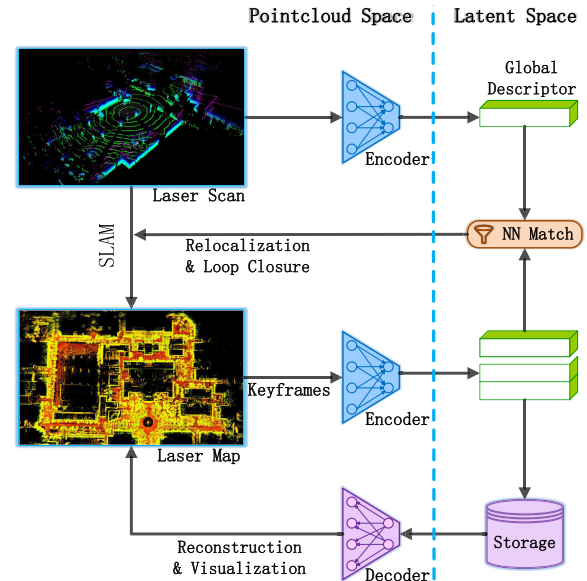 Pointcloud Space
Latent Space
Global
Descriptor
Encoder
Laser Scan
SLAM
NN Match
Relocalization
& Loop Closure
Keyframes
Encoder
Laser Map
Storage
Reconstruction
& Visualization
Decoder